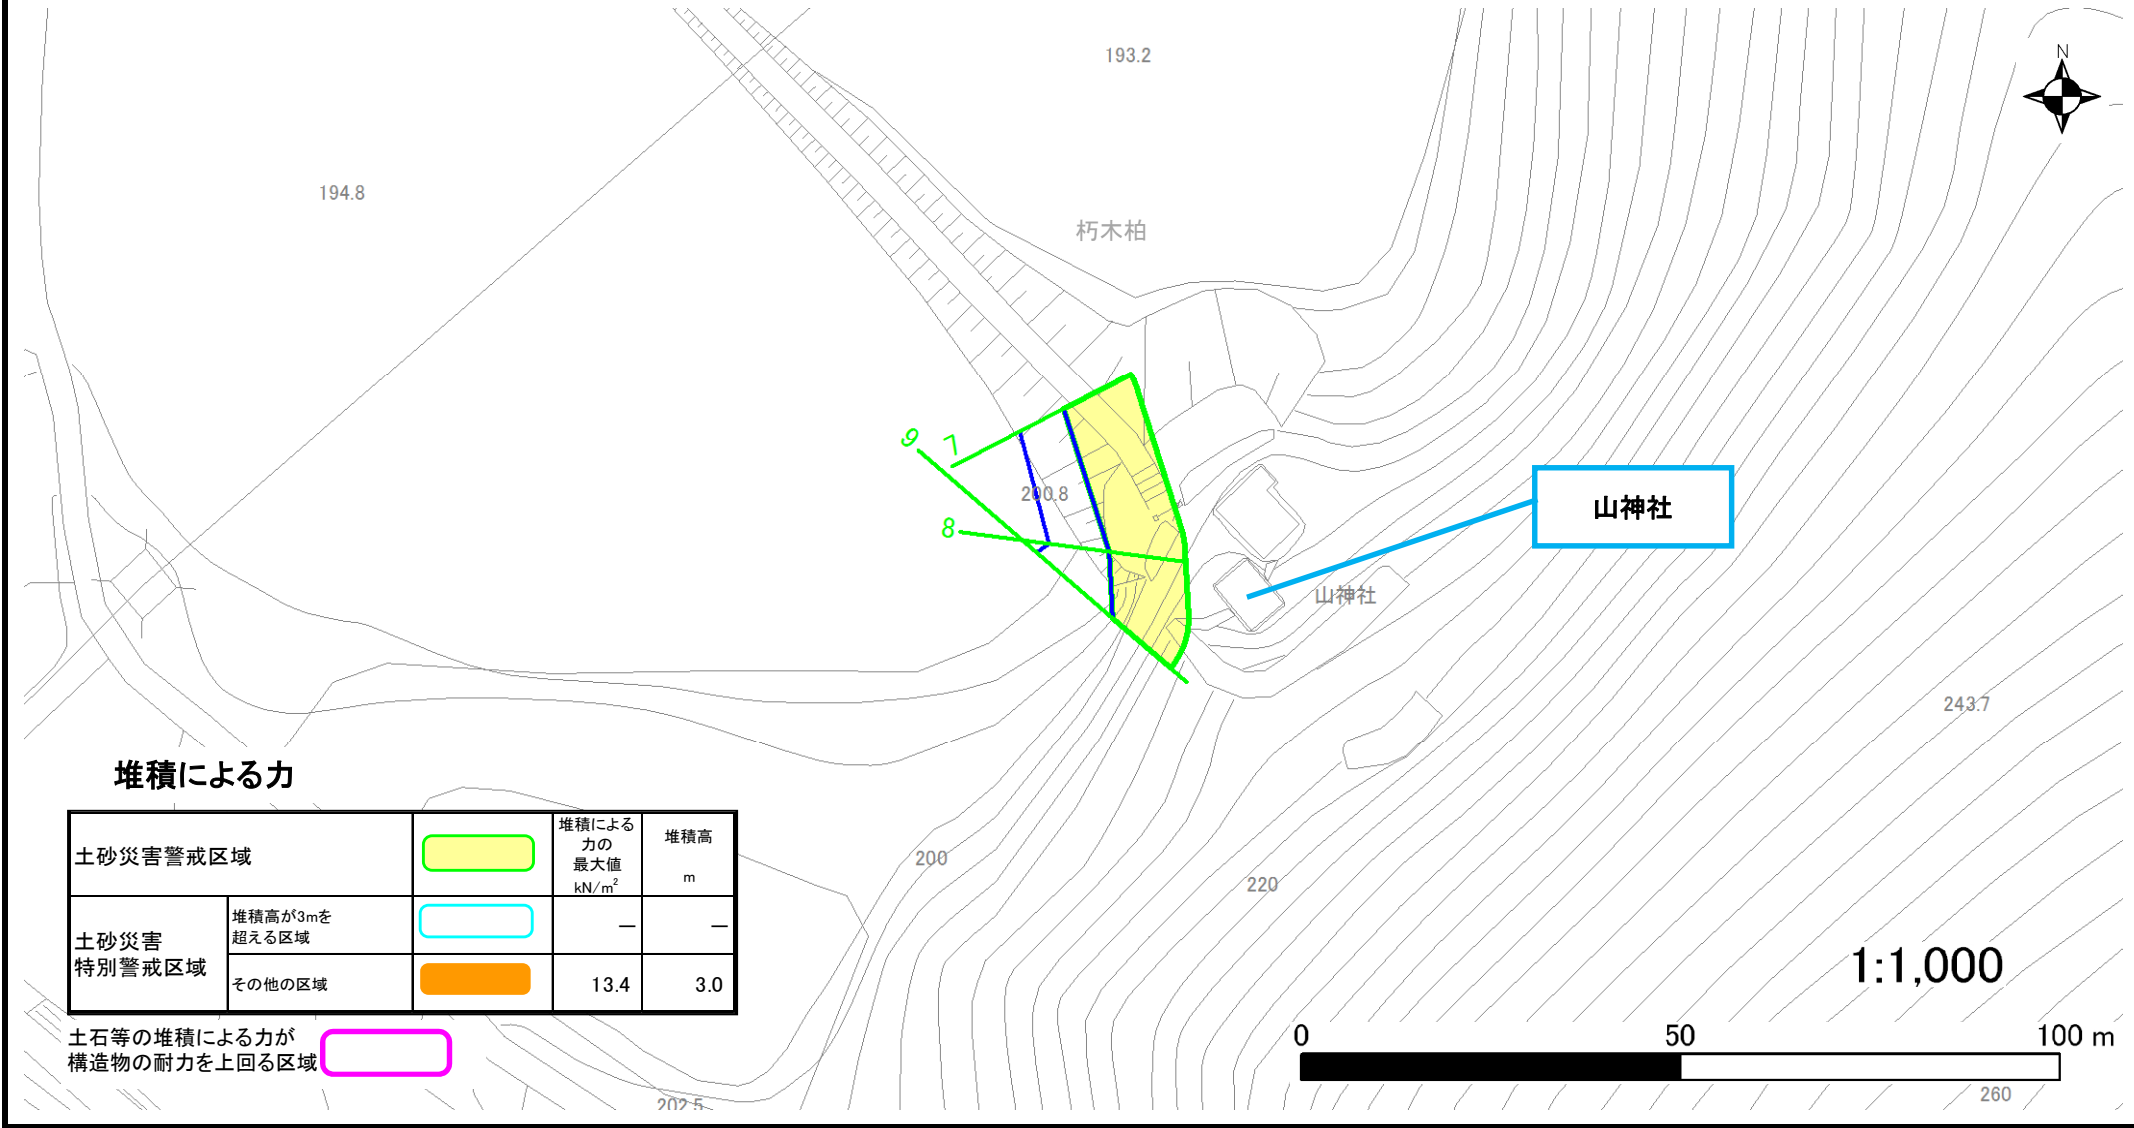 193.2
N
194.8
朽木柏
9
7
200.8
8
山神社
山神社
243.7
堆積による力
土砂災害警戒区域
堆積による
力の
最大値
kN/m²
堆積高
m
土砂災害
特別警戒区域
堆積高が3mを
超える区域
―
―
その他の区域
13.4
3.0
土石等の堆積による力が
構造物の耐力を上回る区域
200
220
1:1,000
0
50
100 m
260
202.5